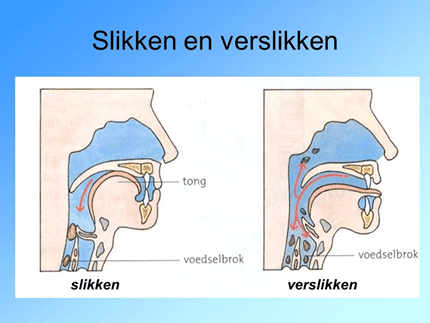 Slikken en verslikken
tong
voedselbrok
voedselbrok
slikken
verslikken